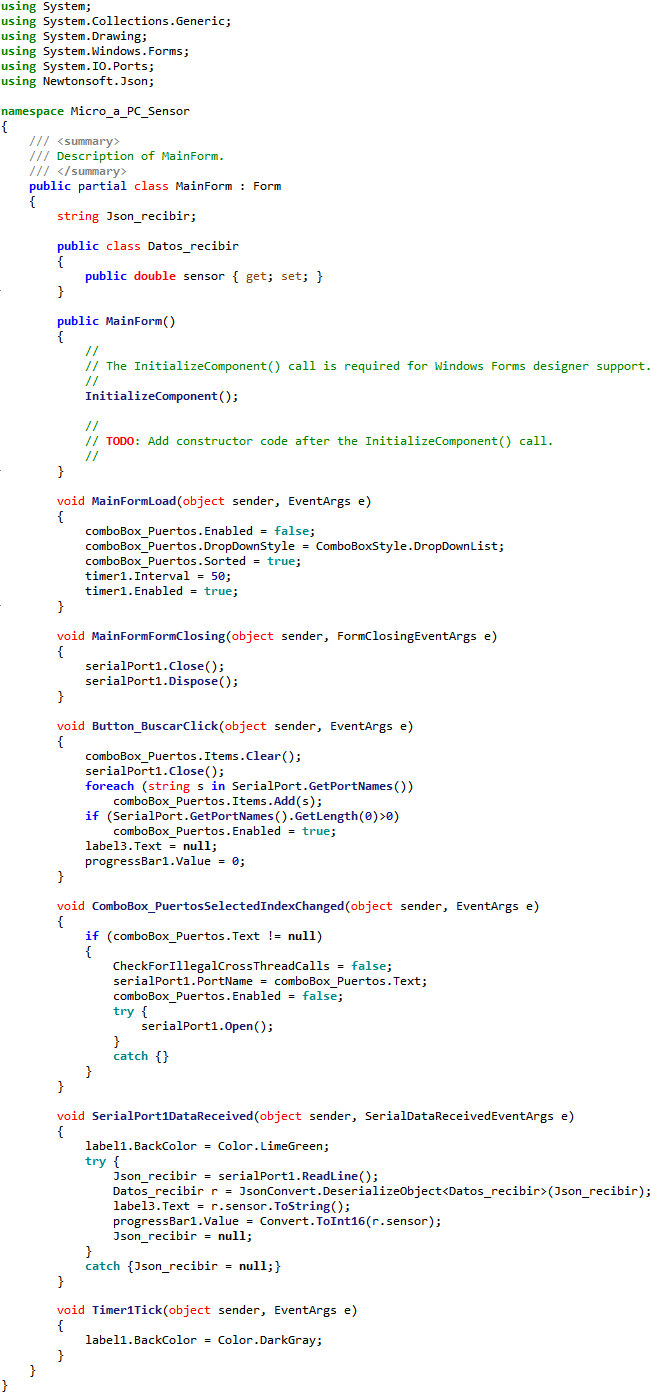 using System;
using System.Collections.Generic;
using System.Drawing;
using System.Windows.Forms;
using System.IO.Ports;
using Newtonsoft.Json;

namespace Micro_a_PC_Sensor
{
    /// <summary>
    /// Description of MainForm.
    /// </summary>
    public partial class MainForm : Form
    {
        string Json_recibir;

        public class Datos_recibir
        {
            public double sensor { get; set; }
        }

        public MainForm()
        {
            //
            // The InitializeComponent() call is required for Windows Forms designer support.
            //
            InitializeComponent();

            //
            // TODO: Add constructor code after the InitializeComponent() call.
            //
        }

        void MainFormLoad(object sender, EventArgs e)
        {
            comboBox_Puertos.Enabled = false;
            comboBox_Puertos.DropDownStyle = ComboBoxStyle.DropDownList;
            comboBox_Puertos.Sorted = true;
            timer1.Interval = 50;
            timer1.Enabled = true;
        }

        void MainFormFormClosing(object sender, FormClosingEventArgs e)
        {
            serialPort1.Close();
            serialPort1.Dispose();
        }

        void Button_BuscarClick(object sender, EventArgs e)
        {
            comboBox_Puertos.Items.Clear();
            serialPort1.Close();
            foreach (string s in SerialPort.GetPortNames())
                comboBox_Puertos.Items.Add(s);
            if (SerialPort.GetPortNames().GetLength(0)>0)
                comboBox_Puertos.Enabled = true;
            label3.Text = null;
            progressBar1.Value = 0;
        }

        void ComboBox_PuertosSelectedIndexChanged(object sender, EventArgs e)
        {
            if (comboBox_Puertos.Text != null)
            {
                CheckForIllegalCrossThreadCalls = false;
                serialPort1.PortName = comboBox_Puertos.Text;
                comboBox_Puertos.Enabled = false;
                try {
                    serialPort1.Open();
                }
                catch {}
            }
        }

        void SerialPort1DataReceived(object sender, SerialDataReceivedEventArgs e)
        {
            label1.BackColor = Color.LimeGreen;
            try {
                Json_recibir = serialPort1.ReadLine();
                Datos_recibir r = JsonConvert.DeserializeObject<Datos_recibir>(Json_recibir);
                label3.Text = r.sensor.ToString();
                progressBar1.Value = Convert.ToInt16(r.sensor);
                Json_recibir = null;
            }
            catch {Json_recibir = null;}
        }

        void Timer1Tick(object sender, EventArgs e)
        {
            label1.BackColor = Color.DarkGray;
        }
    }
}